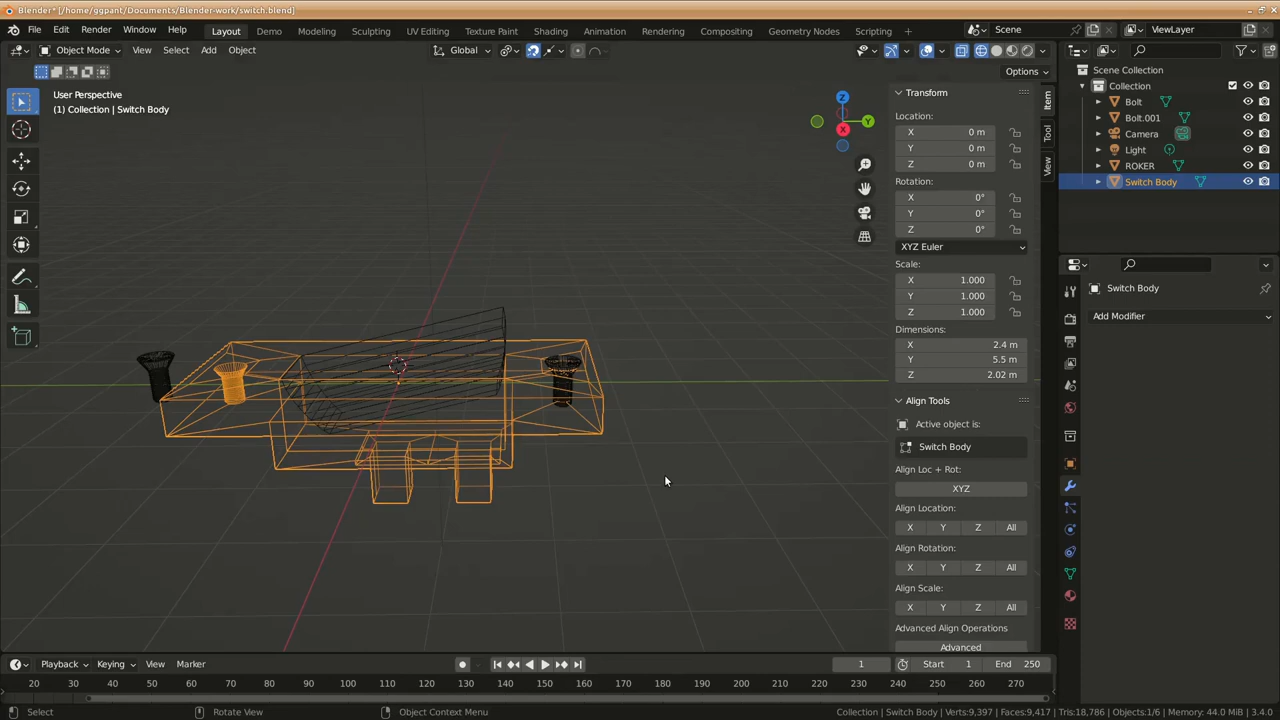 Blender* [/home/ggpant/Documents/Blender-work/switch.blend]
File Edit Render Window Help Layout Demo Modeling Sculpting UV Editing Texture Paint Shading Animation Rendering Compositing Geometry Nodes Scripting + Scene ViewLayer
Object Mode View Select Add Object Global
Options
User Perspective
(1) Collection | Switch Body
Z
Y
X
Transform
Location:
X 0 m
Y 0 m
Z 0 m
Rotation:
X 0°
Y 0°
Z 0°
XYZ Euler
Scale:
X 1.000
Y 1.000
Z 1.000
Dimensions:
X 2.4 m
Y 5.5 m
Z 2.02 m
Align Tools
Active object is:
Switch Body
Align Loc + Rot:
XYZ
Align Location:
X Y Z All
Align Rotation:
X Y Z All
Align Scale:
X Y Z All
Advanced Align Operations
Advanced
Item
Tool
View
Scene Collection
Collection
Bolt
Bolt.001
Camera
Light
ROKER
Switch Body
Switch Body
Add Modifier
Playback Keying View Marker 1 Start 1 End 250
20 30 40 50 60 70 80 90 100 110 120 130 140 150 160 170 180 190 200 210 220 230 240 250 260 270
Select Rotate View Object Context Menu Collection | Switch Body | Verts:9,397 | Faces:9,417 | Tris:18,786 | Objects:1/6 | Memory: 44.0 MiB | 3.4.0